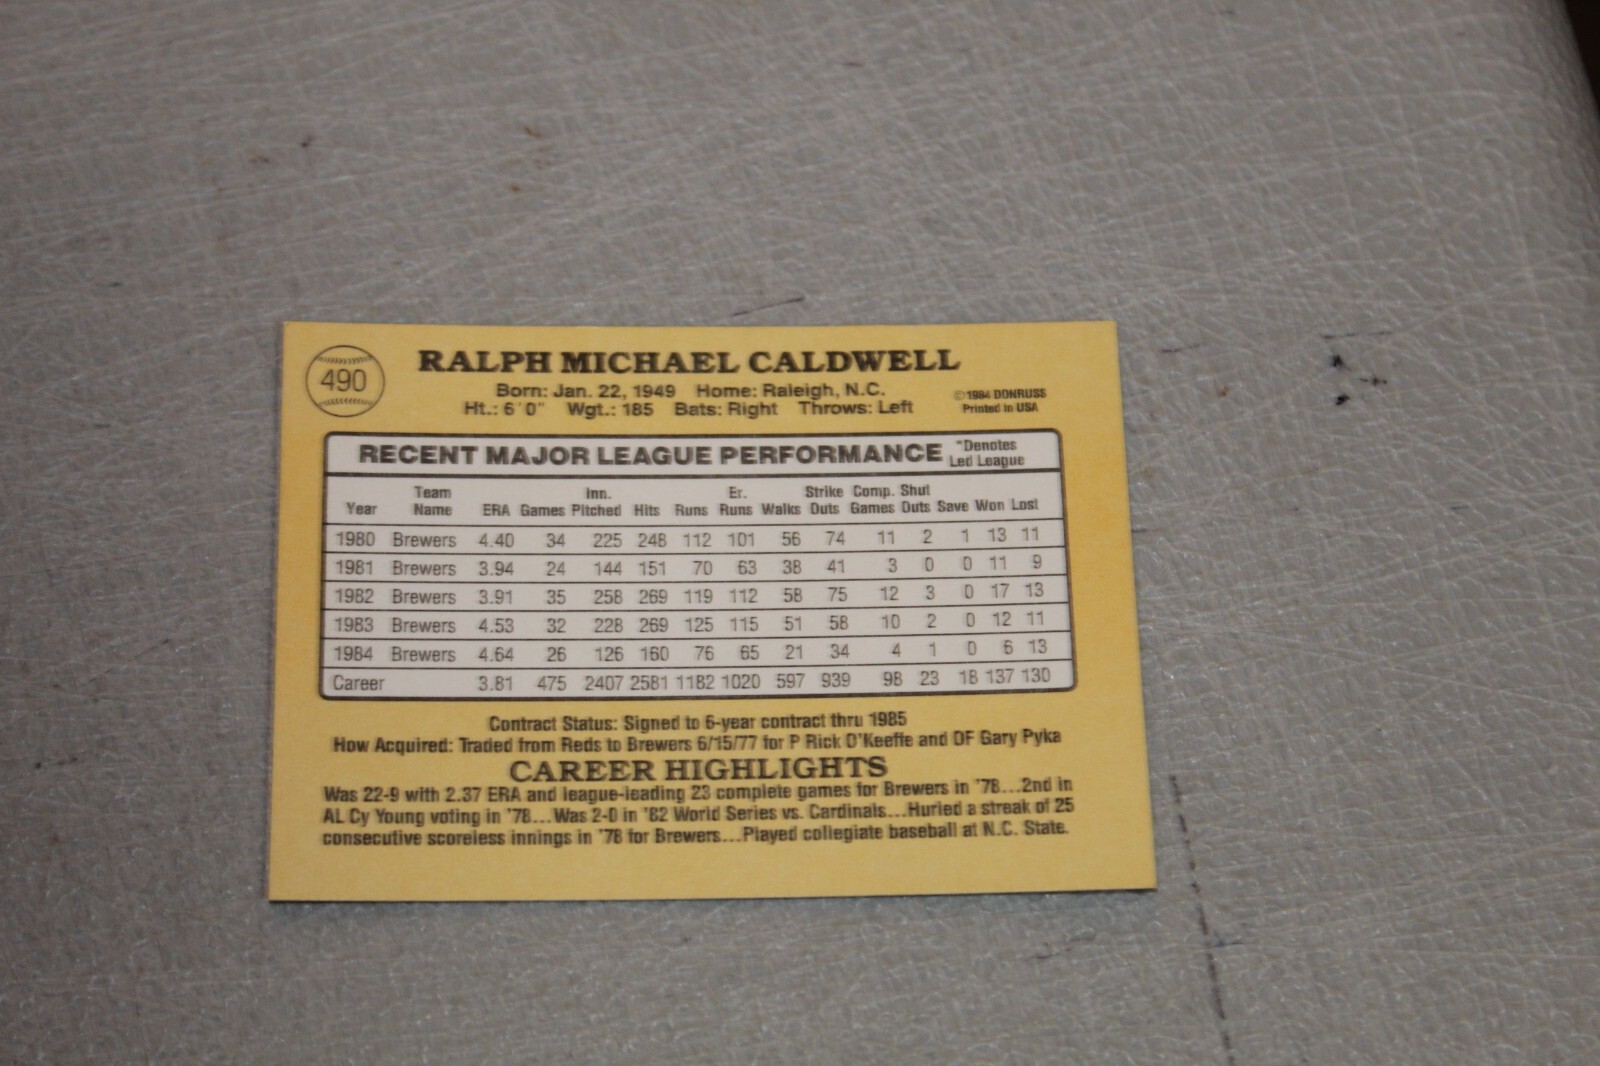 490
RALPH MICHAEL CALDWELL
Born: Jan. 22, 1949 Home: Raleigh, N.C.
Ht.: 6'0" Wgt.: 185 Bats: Right Throws: Left
©1984 DONRUSS
Printed in USA
RECENT MAJOR LEAGUE PERFORMANCE
*Denotes
Led League
Year Team Name ERA Games Inn. Pitched Hits Runs Er. Runs Walks Strike Outs Comp. Games Shut Outs Save Won Lost
1980 Brewers 4.40 34 225 248 112 101 56 74 11 2 1 13 11
1981 Brewers 3.94 24 144 151 70 63 38 41 3 0 0 11 9
1982 Brewers 3.91 35 258 269 119 112 58 75 12 3 0 17 13
1983 Brewers 4.53 32 228 269 125 115 51 58 10 2 0 12 11
1984 Brewers 4.64 26 126 160 76 65 21 34 4 1 0 6 13
Career 3.81 475 2407 2581 1182 1020 597 939 98 23 18 137 130
Contract Status: Signed to 6-year contract thru 1985
How Acquired: Traded from Reds to Brewers 6/15/77 for P Rick O'Keeffe and OF Gary Pyka
CAREER HIGHLIGHTS
Was 22-9 with 2.37 ERA and league-leading 23 complete games for Brewers in '78...2nd in
AL Cy Young voting in '78...Was 2-0 in '82 World Series vs. Cardinals...Hurled a streak of 25
consecutive scoreless innings in '78 for Brewers...Played collegiate baseball at N.C. State.